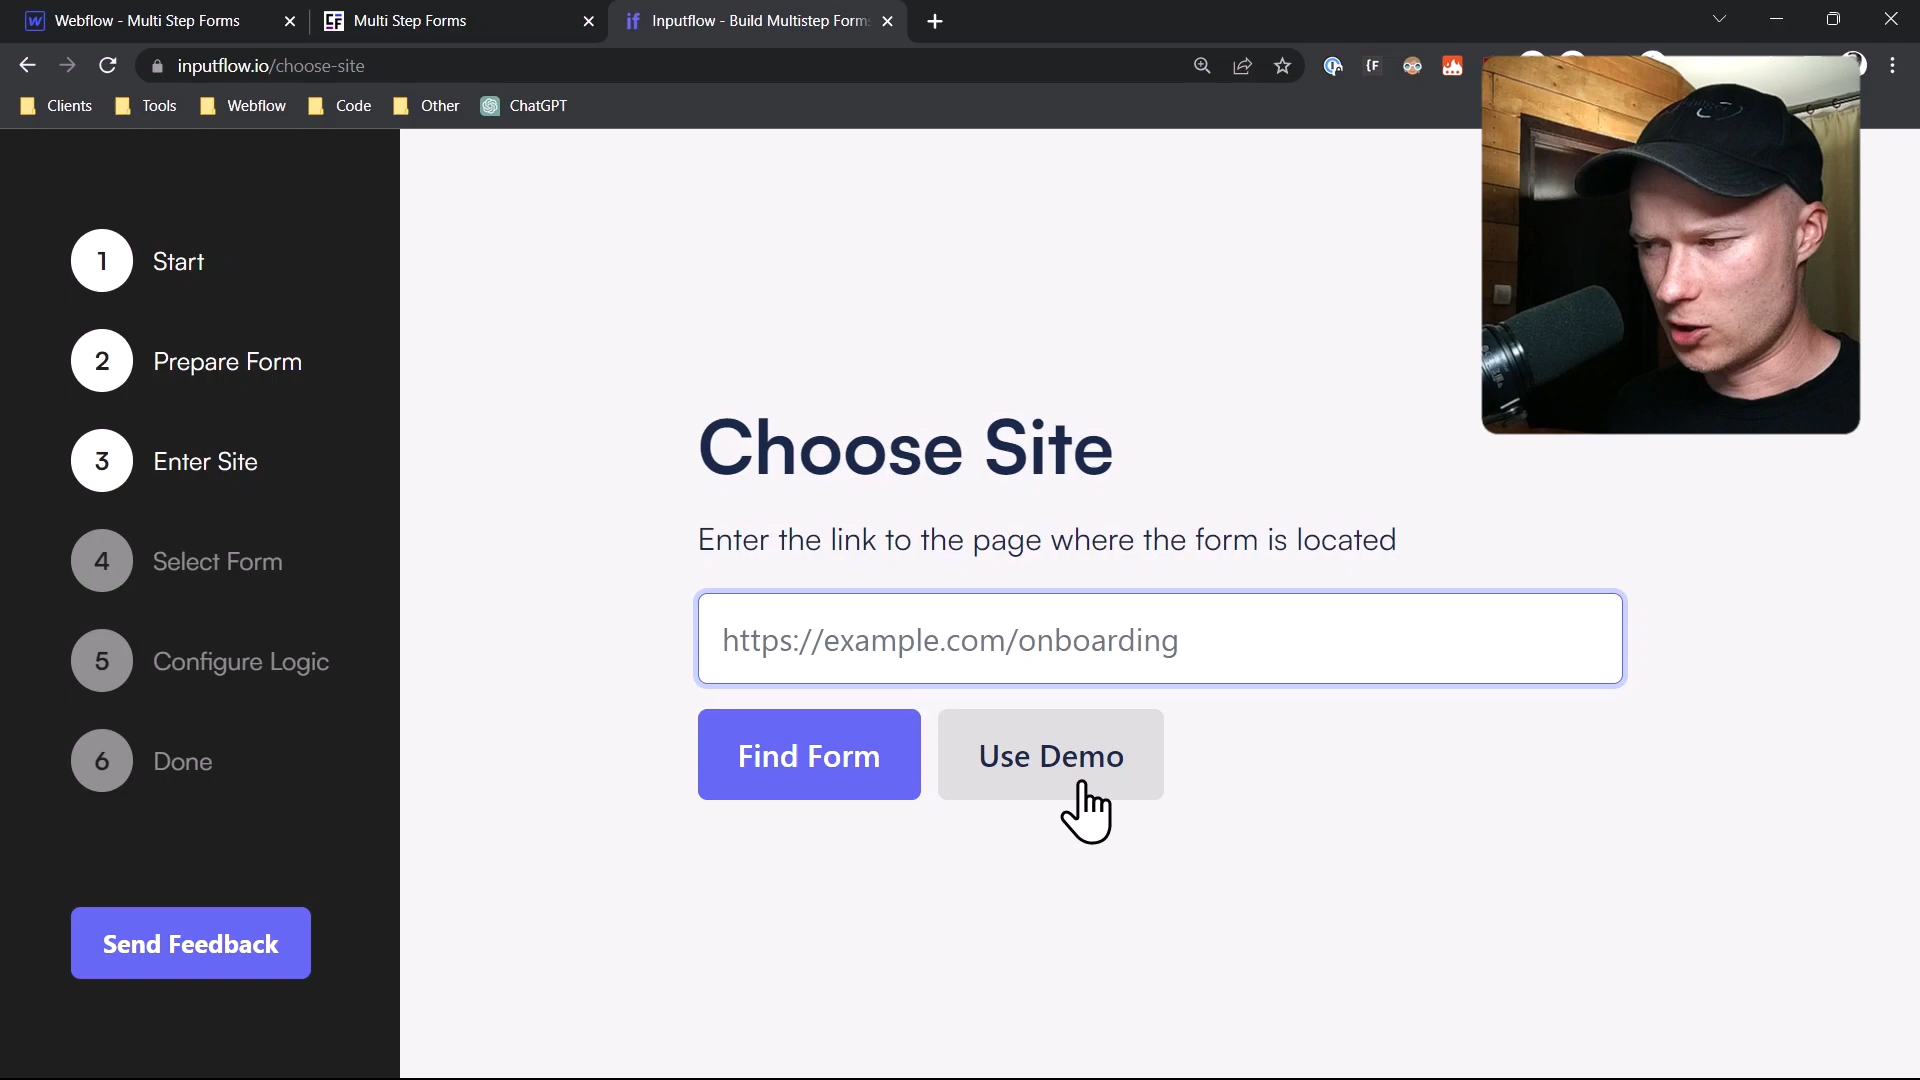 Webflow - Multi Step Forms
Multi Step Forms
if Inputflow - Build Multistep Form
inputflow.io/choose-site
Clients Tools Webflow Code Other ChatGPT
1 Start
2 Prepare Form
3 Enter Site
4 Select Form
5 Configure Logic
6 Done
Send Feedback
Choose Site
Enter the link to the page where the form is located
https://example.com/onboarding
Find Form Use Demo